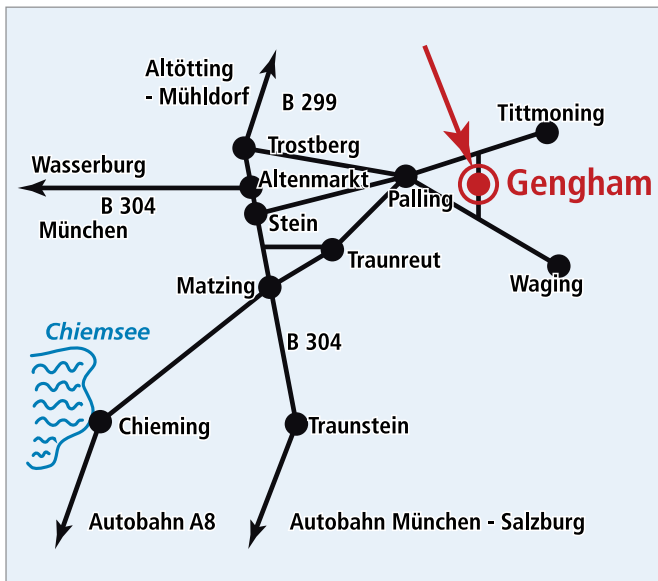 Altötting
- Mühldorf
B 299
Tittmoning
Trostberg
Wasserburg
Altenmarkt
Gengham
B 304
Palling
München
Stein
Traunreut
Waging
Matzing
Chiemsee
B 304
Chieming
Traunstein
Autobahn A8
Autobahn München - Salzburg